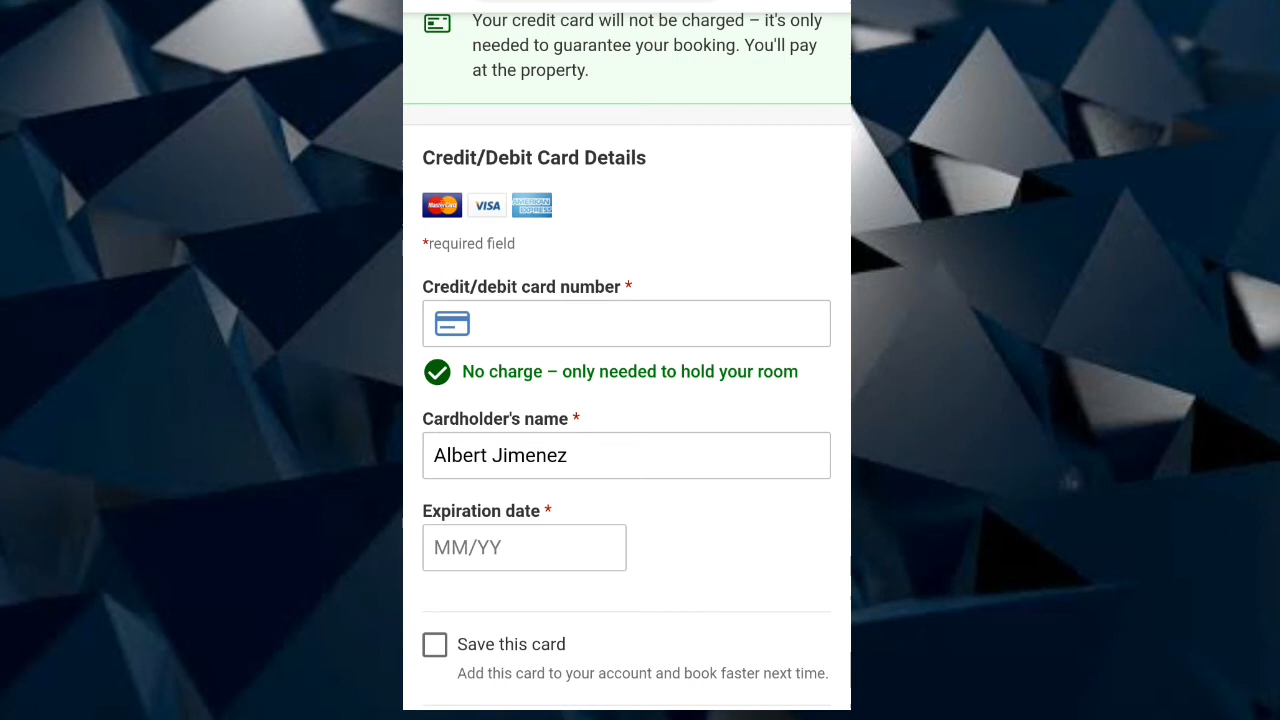 Your credit card will not be charged – it's only
needed to guarantee your booking. You'll pay
at the property.
Credit/Debit Card Details
MasterCard VISA AMERICAN EXPRESS
*required field
Credit/debit card number *
No charge – only needed to hold your room
Cardholder's name *
Albert Jimenez
Expiration date *
MM/YY
Save this card
Add this card to your account and book faster next time.